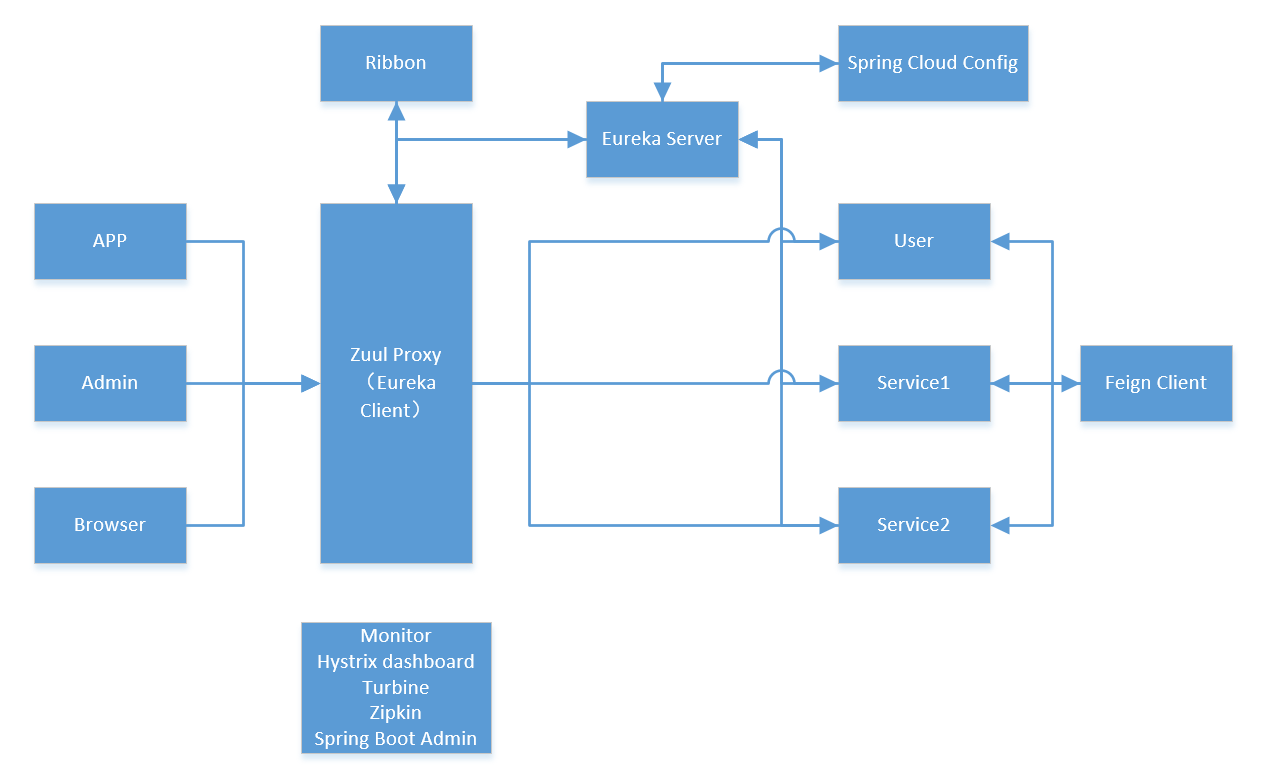 Ribbon
Spring Cloud Config
Eureka Server
APP
User
Zuul Proxy
（Eureka
Client）
Admin
Service1
Feign Client
Browser
Service2
Monitor
Hystrix dashboard
Turbine
Zipkin
Spring Boot Admin